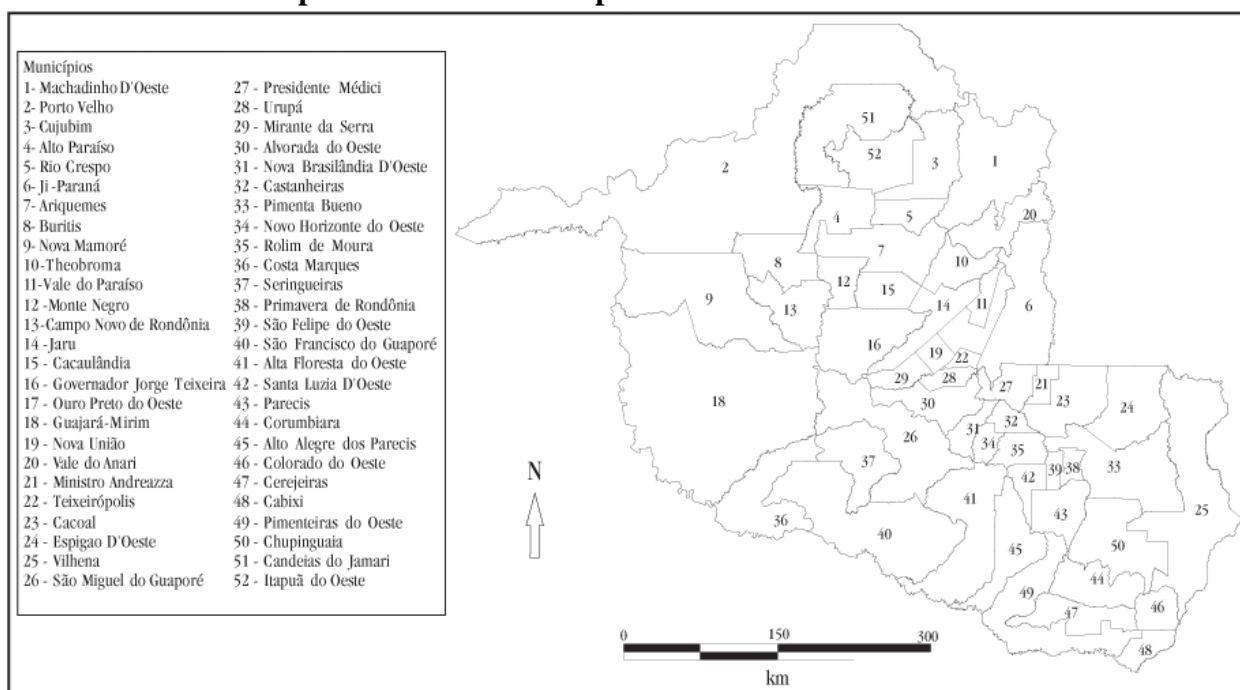 Municípios
1- Machadinho D'Oeste
2- Porto Velho
3- Cujubim
4- Alto Paraíso
5- Rio Crespo
6- Ji-Paraná
7- Ariquemes
8- Buritis
9- Nova Mamoré
10-Theobroma
11-Vale do Paraíso
12 -Monte Negro
13-Campo Novo de Rondônia
14 -Jaru
15 - Cacaulândia
16 - Governador Jorge Teixeira
17 - Ouro Preto do Oeste
18 - Guajará-Mirim
19 - Nova União
20 - Vale do Anari
21 - Ministro Andreazza
22 - Teixeirópolis
23 - Cacoal
24 - Espigao D'Oeste
25 - Vilhena
26 - São Miguel do Guaporé
27 - Presidente Médici
28 - Urupá
29 - Mirante da Serra
30 - Alvorada do Oeste
31 - Nova Brasilândia D'Oeste
32 - Castanheiras
33 - Pimenta Bueno
34 - Novo Horizonte do Oeste
35 - Rolim de Moura
36 - Costa Marques
37 - Seringueiras
38 - Primavera de Rondônia
39 - São Felipe do Oeste
40 - São Francisco do Guaporé
41 - Alta Floresta do Oeste
42 - Santa Luzia D'Oeste
43 - Parecis
44 - Corumbiara
45 - Alto Alegre dos Parecis
46 - Colorado do Oeste
47 - Cerejeiras
48 - Cabixi
49 - Pimenteiras do Oeste
50 - Chupinguaia
51 - Candeias do Jamari
52 - Itapuã do Oeste
51
52
2
3
1
4
5
20
7
8
10
12
15
9
13
14
11
6
16
19
22
29
28
27
21
23
24
18
30
26
31
32
34
35
37
42
39
38
33
41
43
25
36
40
45
50
44
49
47
46
48
N
0
150
300
km